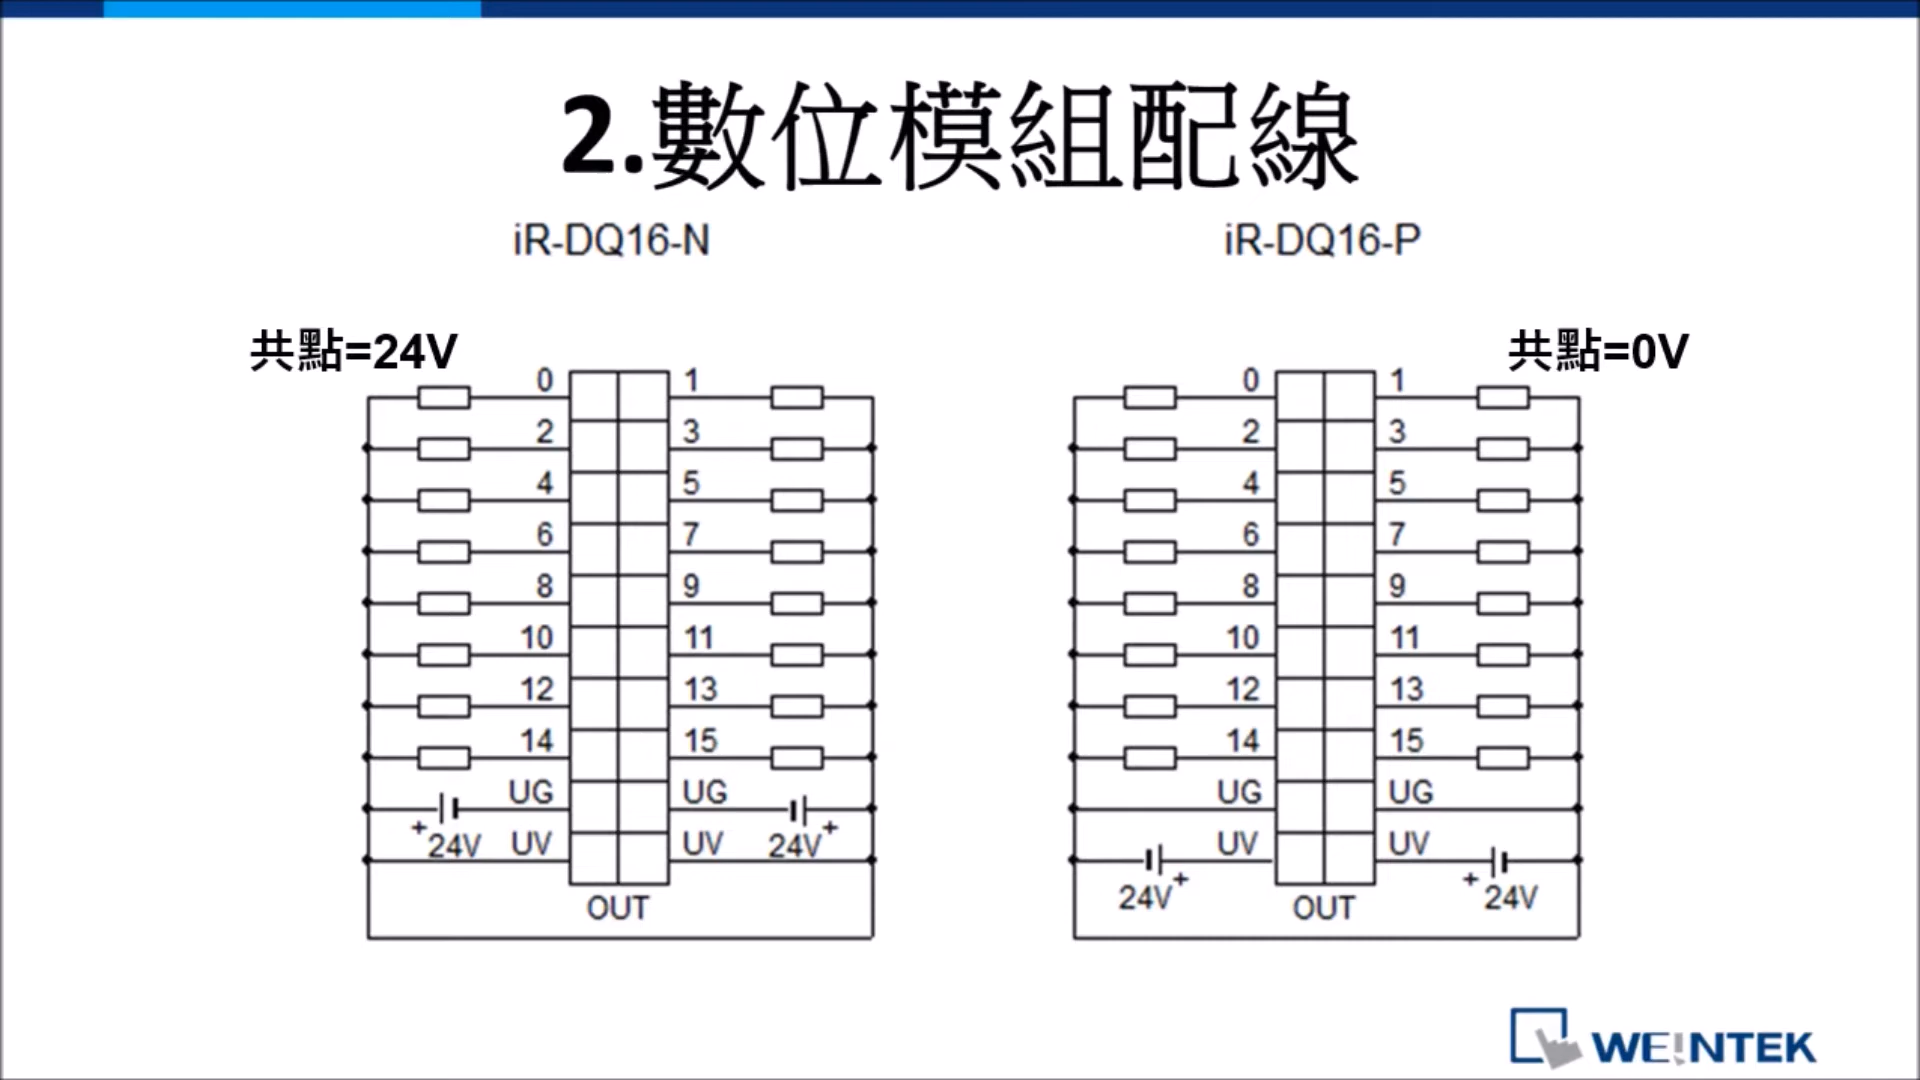 2.數位模組配線
iR-DQ16-N
iR-DQ16-P
共點=24V
共點=0V
0 1
2 3
4 5
6 7
8 9
10 11
12 13
14 15
UG UG
+ 24V UV UV 24V +
OUT
0 1
2 3
4 5
6 7
8 9
10 11
12 13
14 15
UG UG
UV UV
24V + + 24V
OUT
WEINTEK